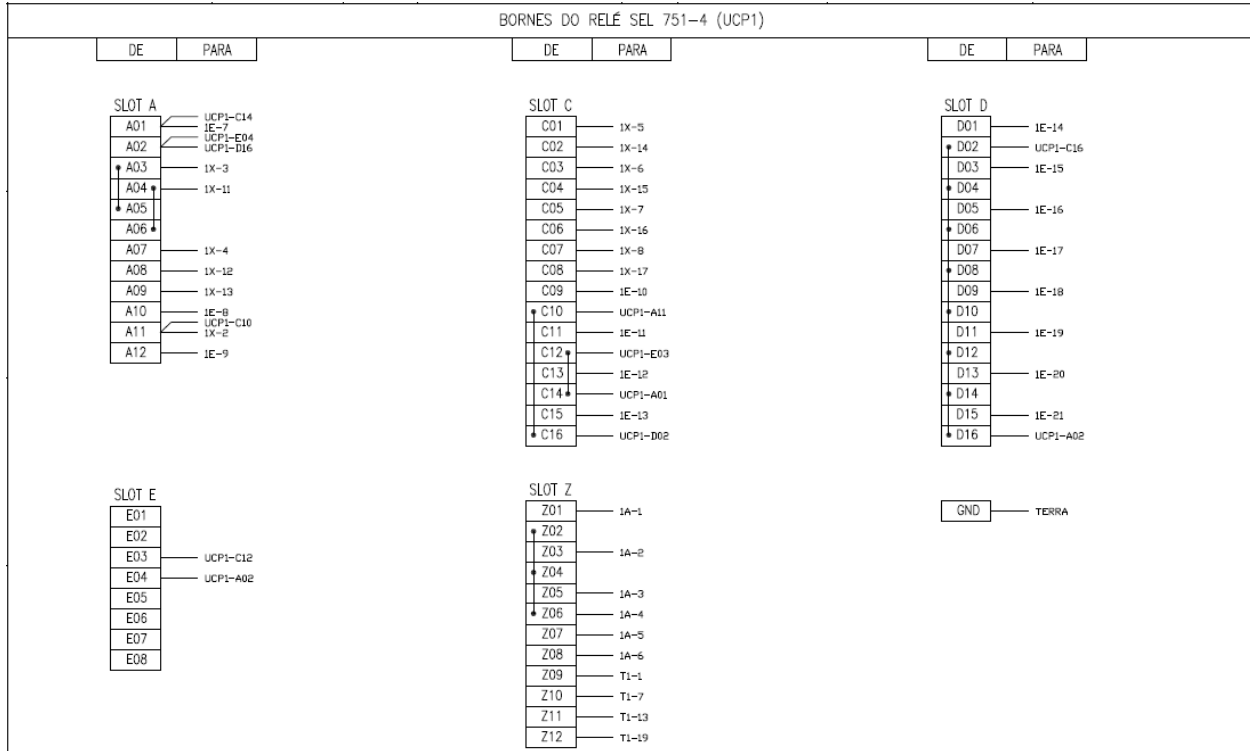 BORNES DO RELÉ SEL 751-4 (UCP1)
DE PARA
DE PARA
DE PARA
SLOT A
UCP1-C14
A01 1E-7
UCP1-E04
A02 UCP1-D16
A03 1X-3
A04 1X-11
A05
A06
A07 1X-4
A08 1X-12
A09 1X-13
A10 1E-8
UCP1-C10
A11 1X-2
A12 1E-9
SLOT C
C01 1X-5
C02 1X-14
C03 1X-6
C04 1X-15
C05 1X-7
C06 1X-16
C07 1X-8
C08 1X-17
C09 1E-10
C10 UCP1-A11
C11 1E-11
C12 UCP1-E03
C13 1E-12
C14 UCP1-A01
C15 1E-13
C16 UCP1-D02
SLOT D
D01 1E-14
D02 UCP1-C16
D03 1E-15
D04
D05 1E-16
D06
D07 1E-17
D08
D09 1E-18
D10
D11 1E-19
D12
D13 1E-20
D14
D15 1E-21
D16 UCP1-A02
SLOT E
E01
E02
E03 UCP1-C12
E04 UCP1-A02
E05
E06
E07
E08
SLOT Z
Z01 1A-1
Z02
Z03 1A-2
Z04
Z05 1A-3
Z06 1A-4
Z07 1A-5
Z08 1A-6
Z09 T1-1
Z10 T1-7
Z11 T1-13
Z12 T1-19
GND TERRA